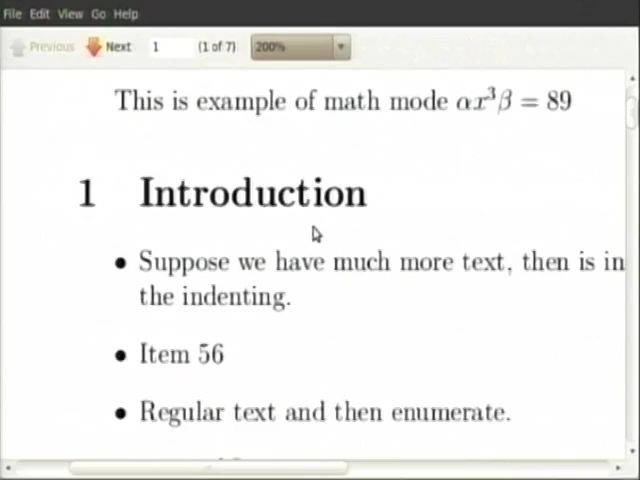 File Edit View Go Help
Previous Next 1 (1 of 7) 200%
This is example of math mode αx³β = 89
1 Introduction
• Suppose we have much more text, then is in
the indenting.
• Item 56
• Regular text and then enumerate.